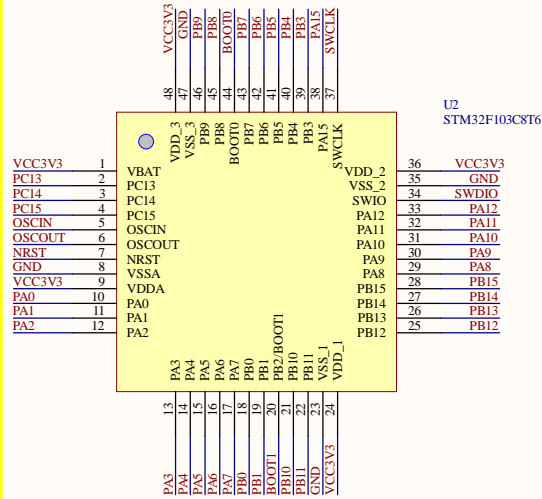 VCC3V3 GND PB9 PB8 BOOT0 PB7 PB6 PB5 PB4 PB3 PA15 SWCLK
48 47 46 45 44 43 42 41 40 39 38 37
VDD_3 VSS_3 PB9 PB8 BOOT0 PB7 PB6 PB5 PB4 PB3 PA15 SWCLK
U2
STM32F103C8T6
VCC3V3 1 VBAT VDD_2 36 VCC3V3
PC13 2 PC13 VSS_2 35 GND
PC14 3 PC14 SWIO 34 SWDIO
PC15 4 PC15 PA12 33 PA12
OSCIN 5 OSCIN PA11 32 PA11
OSCOUT 6 OSCOUT PA10 31 PA10
NRST 7 NRST PA9 30 PA9
GND 8 VSSA PA8 29 PA8
VCC3V3 9 VDDA PB15 28 PB15
PA0 10 PA0 PB14 27 PB14
PA1 11 PA1 PB13 26 PB13
PA2 12 PA2 PB12 25 PB12
PA3 PA4 PA5 PA6 PA7 PB0 PB1 PB2/BOOT1 PB10 PB11 VSS_1 VDD_1
13 14 15 16 17 18 19 20 21 22 23 24
PA3 PA4 PA5 PA6 PA7 PB0 PB1 BOOT1 PB10 PB11 GND VCC3V3